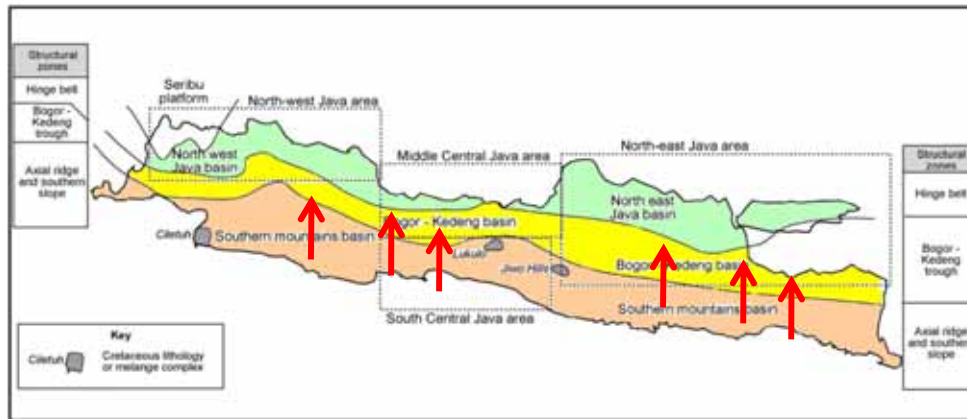 Structural
zones
Hinge belt
Bogor -
Kedeng
trough
Axial ridge
and southern
slope
Seribu
platform
North-west Java area
North west
Java basin
Middle Central Java area
North-east Java area
North east
Java basin
Bogor - Kedeng basin
Ciletuh
Southern mountains basin
Lukulo
Jiwo Hills
Bogor - Kedeng basin
Southern mountains basin
South Central Java area
Key
Ciletuh
Cretaceous lithology
or melange complex
Structural
zones
Hinge belt
Bogor -
Kedeng
trough
Axial ridge
and southern
slope